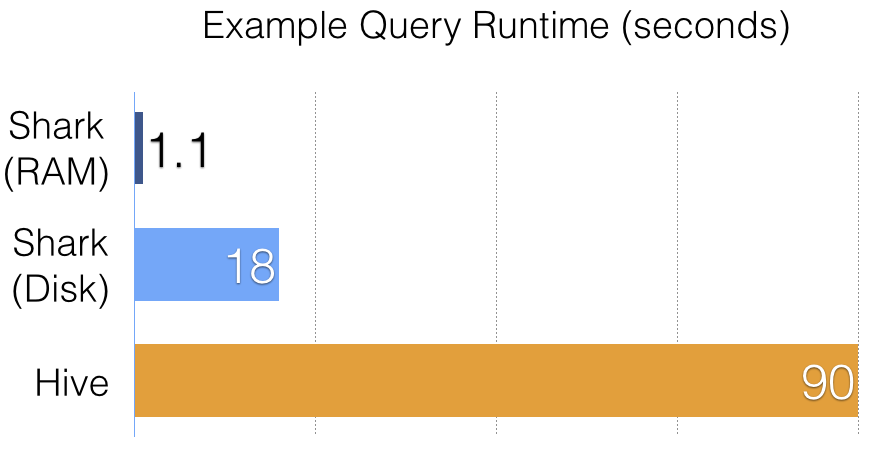 Example Query Runtime (seconds)
Shark
(RAM)
1.1
Shark
(Disk)
18
Hive
90